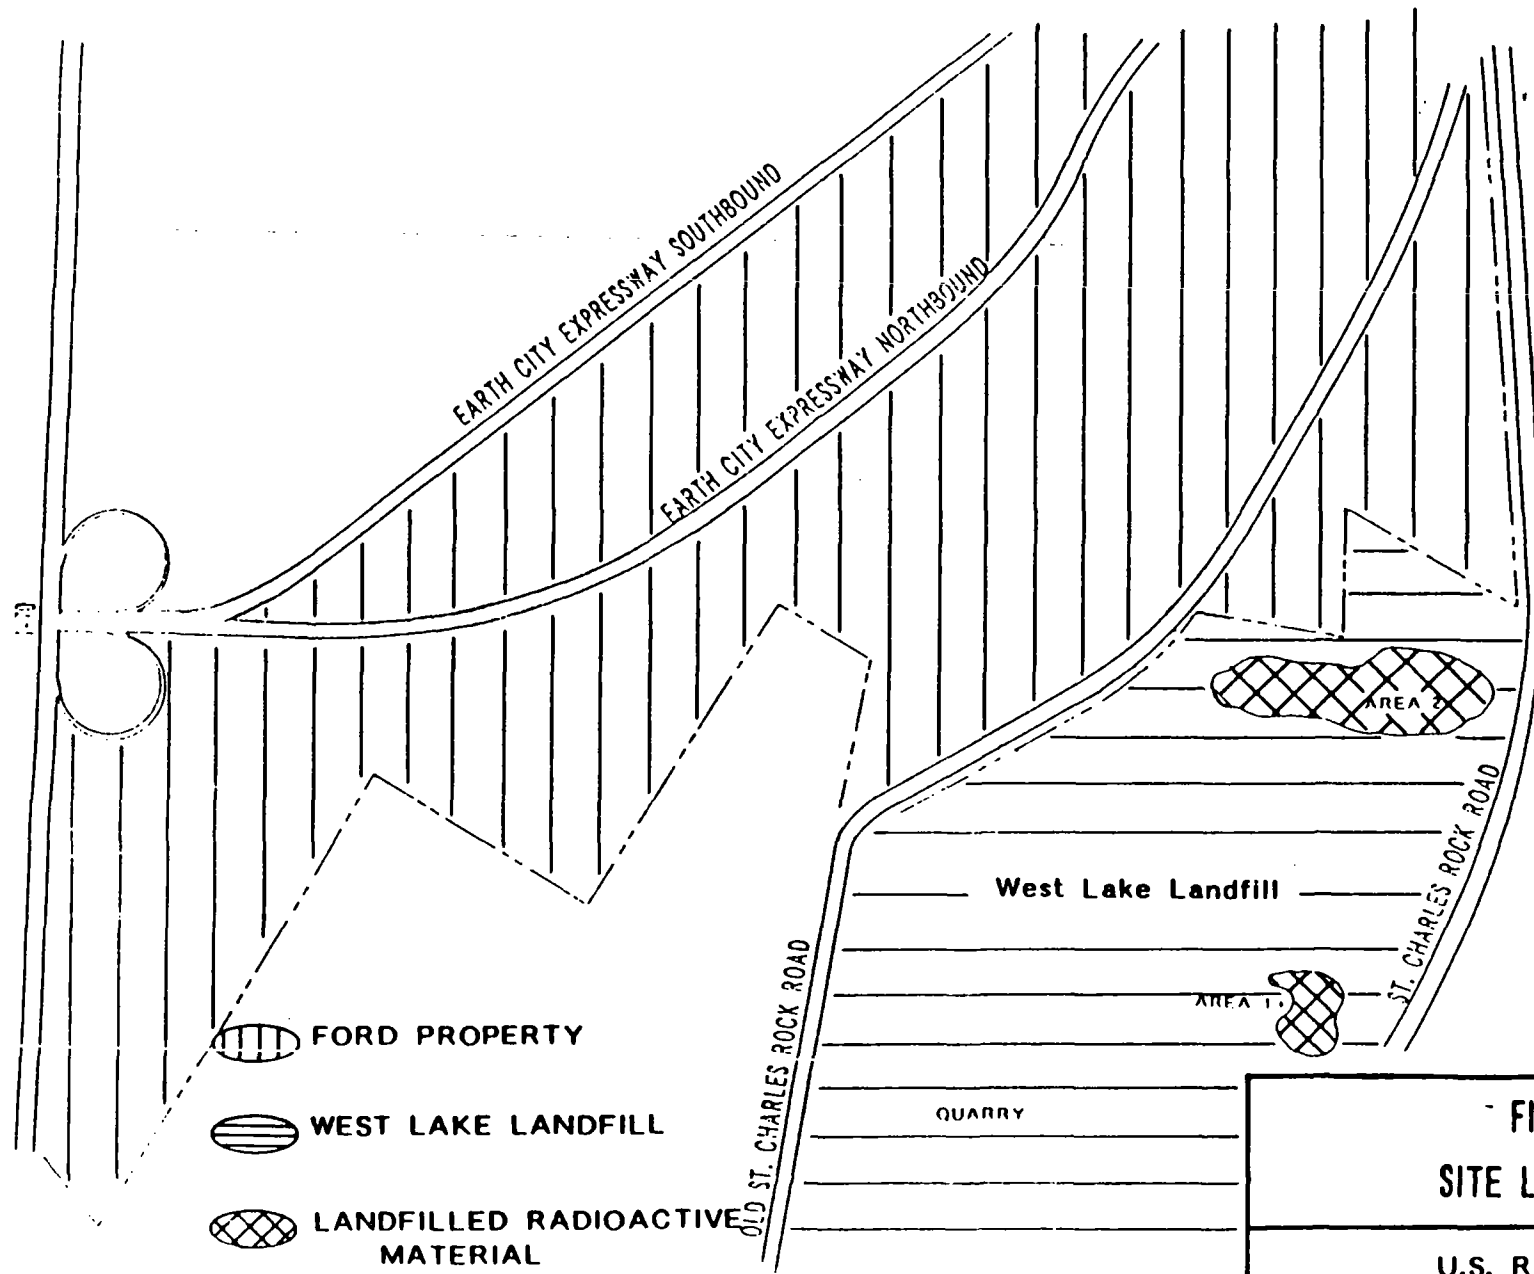 EARTH CITY EXPRESSWAY SOUTHBOUND
EARTH CITY EXPRESSWAY NORTHBOUND
AREA 2
ST. CHARLES ROCK ROAD
West Lake Landfill
AREA 1
OLD ST. CHARLES ROCK ROAD
QUARRY
FORD PROPERTY
WEST LAKE LANDFILL
LANDFILLED RADIOACTIVE
MATERIAL
SITE
U.S.